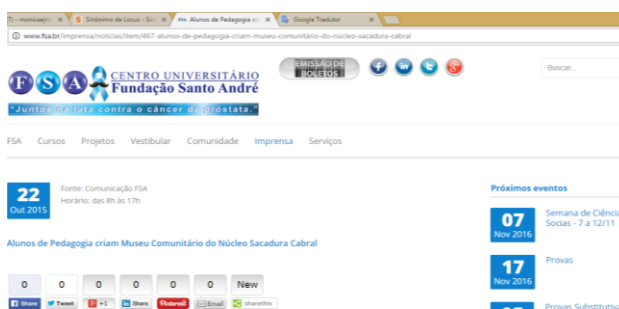 Sinônimo de Locus - Sin
Alunos de Pedagogia cri
Google Tradutor
www.fsa.br/imprensa/noticias/item/467-alunos-de-pedagogia-criam-museu-comunitário-do-núcleo-sacadura-cabral
FSA
CENTRO UNIVERSITÁRIO
Fundação Santo André
"Juntos na luta contra o câncer de próstata."
EMISSÃO DE
BOLETOS
Buscar...
FSA Cursos Projetos Vestibular Comunidade Imprensa Serviços
22
Out 2015
Fonte: Comunicação FSA
Horário: das 8h às 17h
Alunos de Pedagogia criam Museu Comunitário do Núcleo Sacadura Cabral
0 0 0 0 0 0 New
Share Tweet +1 Share Pinterest Email sharethis
Próximos eventos
07
Nov 2016
Semana de Ciência
Socias - 7 a 12/11
17
Nov 2016
Provas
Provas Substitutiva